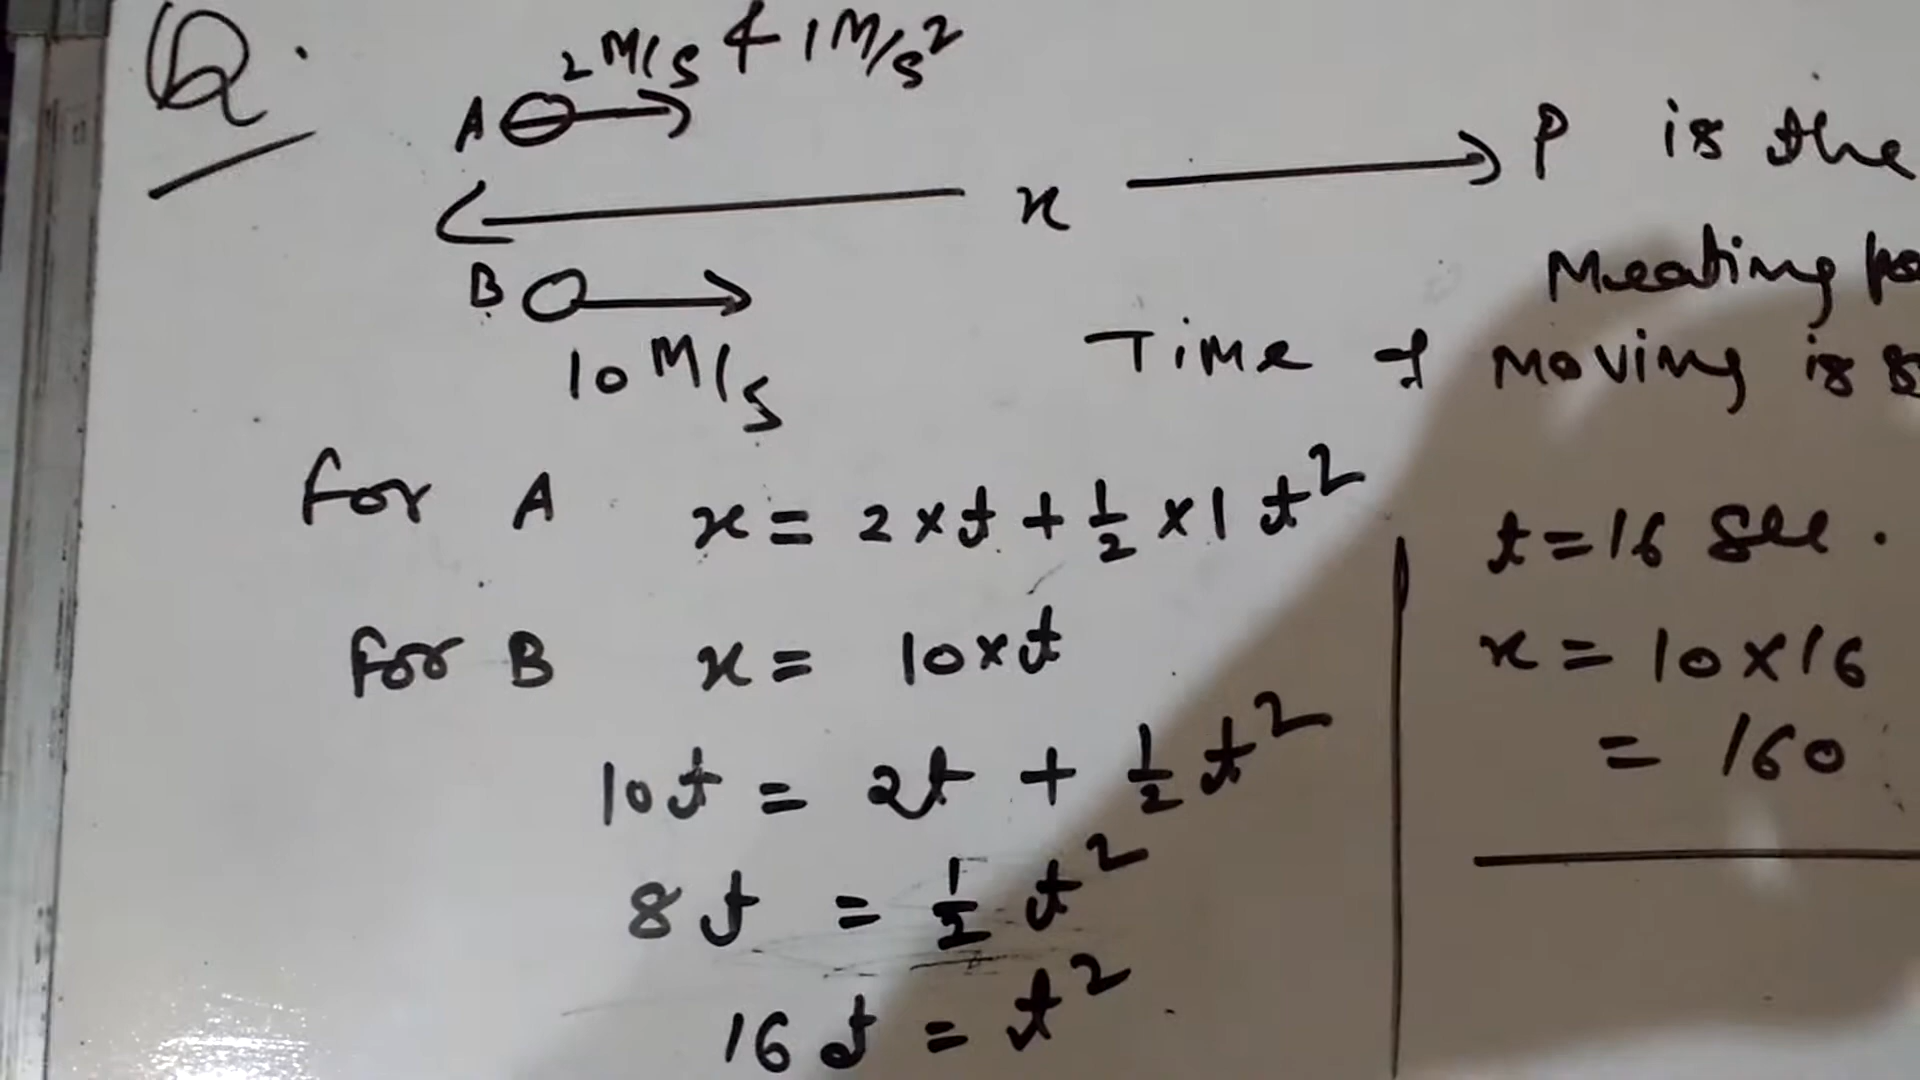 Q.
2 M/s & 1 M/s²
A
x
P is the
B
Meating
10 M/s
Time of moving is
for A x = 2 × t + 1/2 × 1 t²
for B x = 10 × t
10t = 2t + 1/2 t²
8t = 1/2 t²
16t = t²
t = 16 sec.
x = 10 × 16
= 160